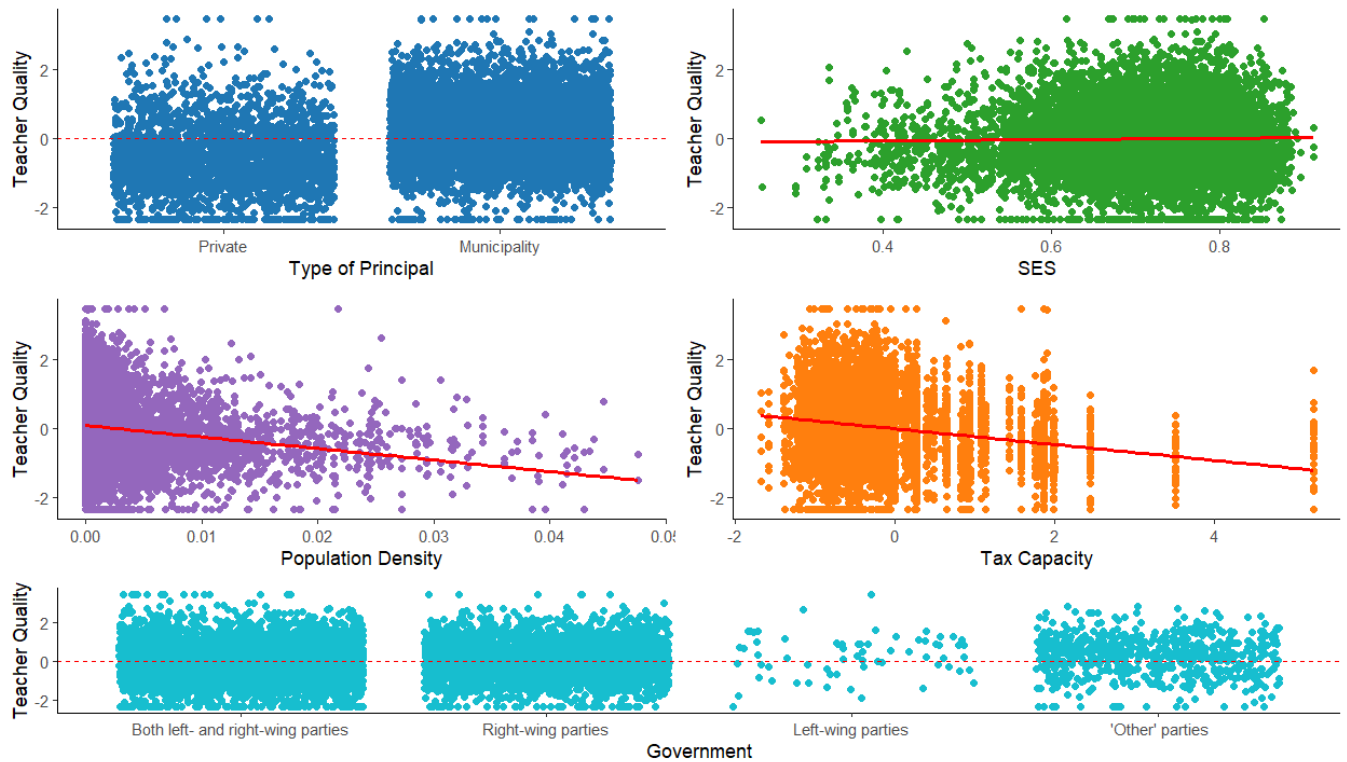 Teacher Quality
2
0
-2
Private
Municipality
Type of Principal
Teacher Quality
2
0
-2
0.4
0.6
0.8
SES
Teacher Quality
2
0
-2
0.00
0.01
0.02
0.03
0.04
0.05
Population Density
Teacher Quality
2
0
-2
-2
0
2
4
Tax Capacity
Teacher Quality
2
0
-2
Both left- and right-wing parties
Right-wing parties
Left-wing parties
'Other' parties
Government